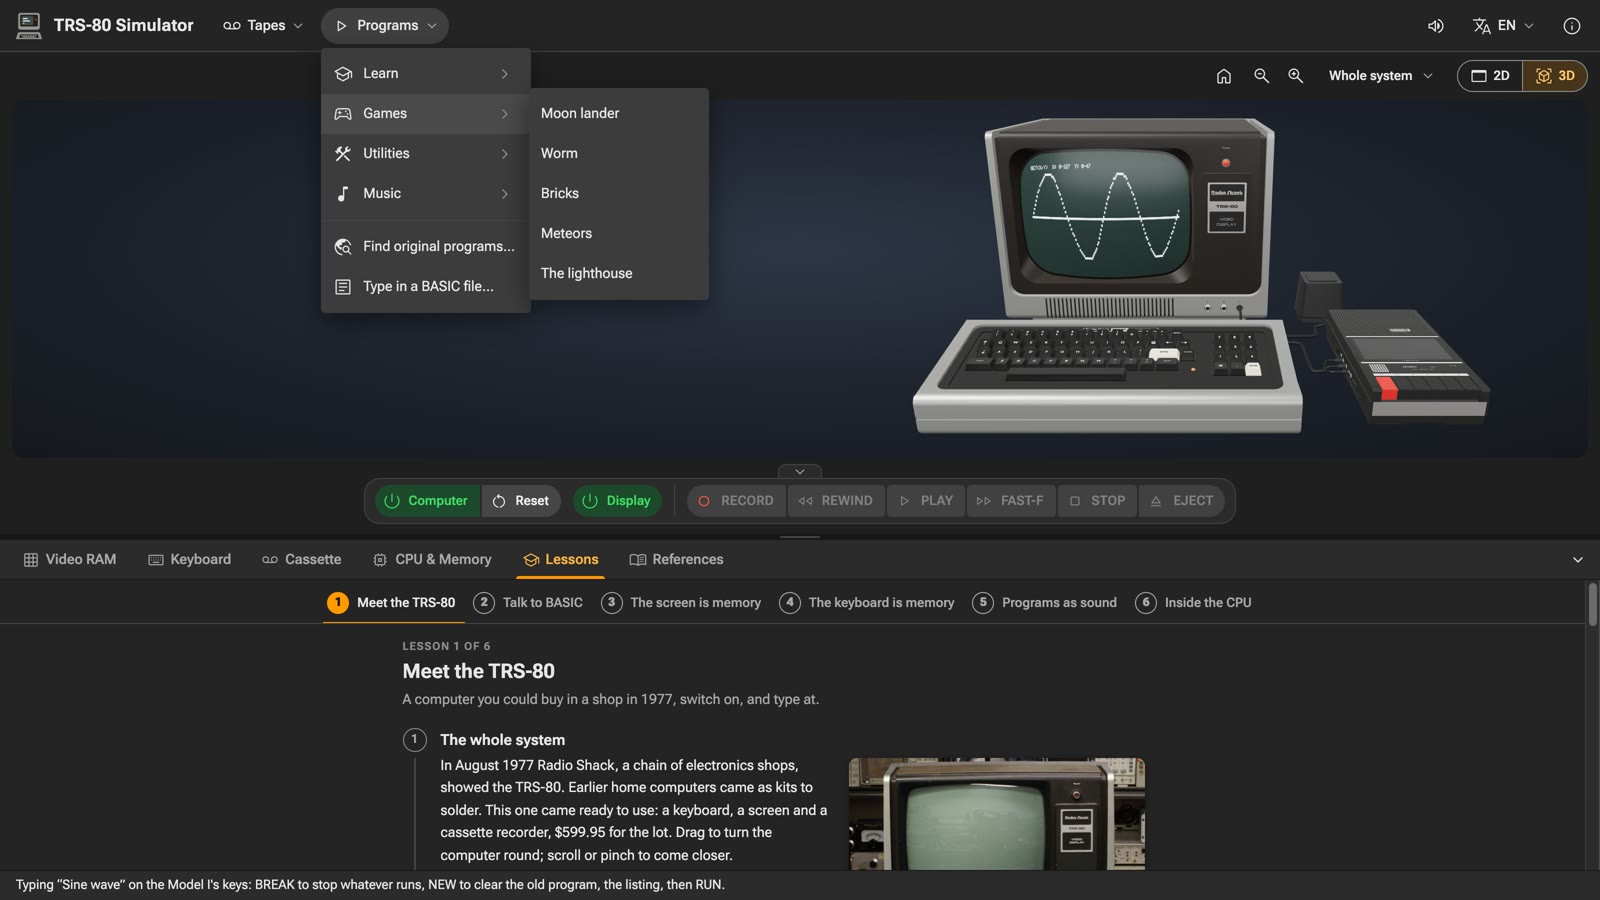 TRS-80 Simulator
Tapes
Programs
EN
Learn
Games
Utilities
Music
Find original programs...
Type in a BASIC file...
Moon lander
Worm
Bricks
Meteors
The lighthouse
Whole system
2D
3D
Radio Shack
TRS-80
VIDEO
DISPLAY
Computer
Reset
Display
RECORD
REWIND
PLAY
FAST-F
STOP
EJECT
Video RAM
Keyboard
Cassette
CPU & Memory
Lessons
References
1 Meet the TRS-80
2 Talk to BASIC
3 The screen is memory
4 The keyboard is memory
5 Programs as sound
6 Inside the CPU
LESSON 1 OF 6
Meet the TRS-80
A computer you could buy in a shop in 1977, switch on, and type at.
1 The whole system
In August 1977 Radio Shack, a chain of electronics shops,
showed the TRS-80. Earlier home computers came as kits to
solder. This one came ready to use: a keyboard, a screen and a
cassette recorder, $599.95 for the lot. Drag to turn the
computer round; scroll or pinch to come closer.
Typing “Sine wave” on the Model I's keys: BREAK to stop whatever runs, NEW to clear the old program, the listing, then RUN.